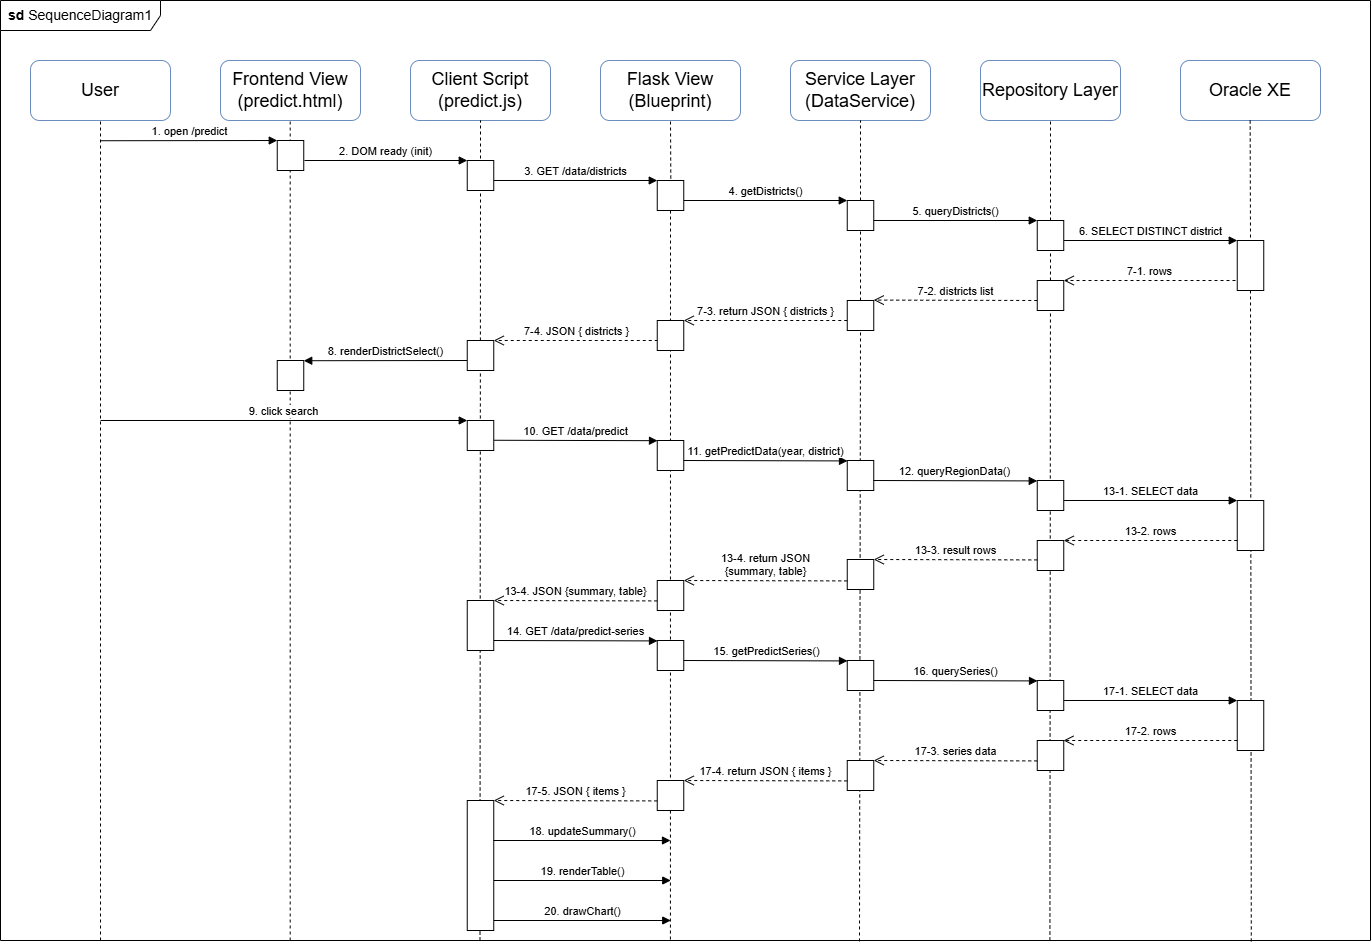 sd SequenceDiagram1
User
Frontend View
(predict.html)
Client Script
(predict.js)
Flask View
(Blueprint)
Service Layer
(DataService)
Repository Layer
Oracle XE
1. open /predict
2. DOM ready (init)
3. GET /data/districts
4. getDistricts()
5. queryDistricts()
6. SELECT DISTINCT district
7-1. rows
7-2. districts list
7-3. return JSON { districts }
7-4. JSON { districts }
8. renderDistrictSelect()
9. click search
10. GET /data/predict
11. getPredictData(year, district)
12. queryRegionData()
13-1. SELECT data
13-2. rows
13-3. result rows
13-4. return JSON
{summary, table}
13-4. JSON {summary, table}
14. GET /data/predict-series
15. getPredictSeries()
16. querySeries()
17-1. SELECT data
17-2. rows
17-3. series data
17-4. return JSON { items }
17-5. JSON { items }
18. updateSummary()
19. renderTable()
20. drawChart()